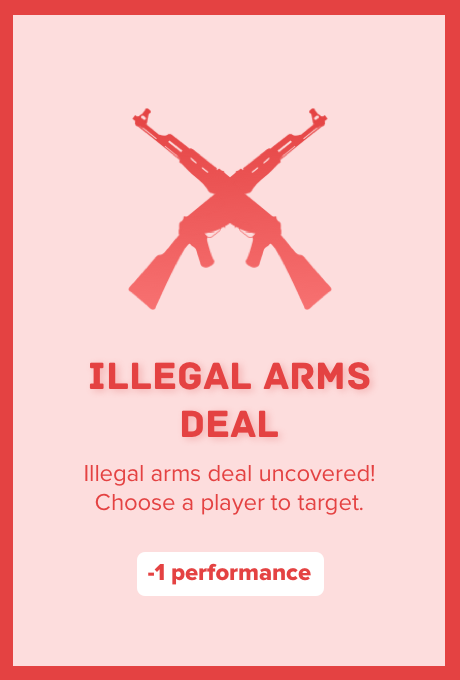 ILLEGAL ARMS
DEAL
Illegal arms deal uncovered!
Choose a player to target.
-1 performance